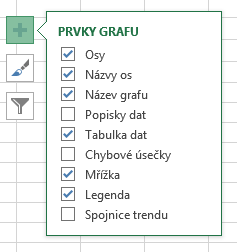 PRVKY GRAFU
Osy
Názvy os
Název grafu
Popisky dat
Tabulka dat
Chybové úsečky
Mřížka
Legenda
Spojnice trendu